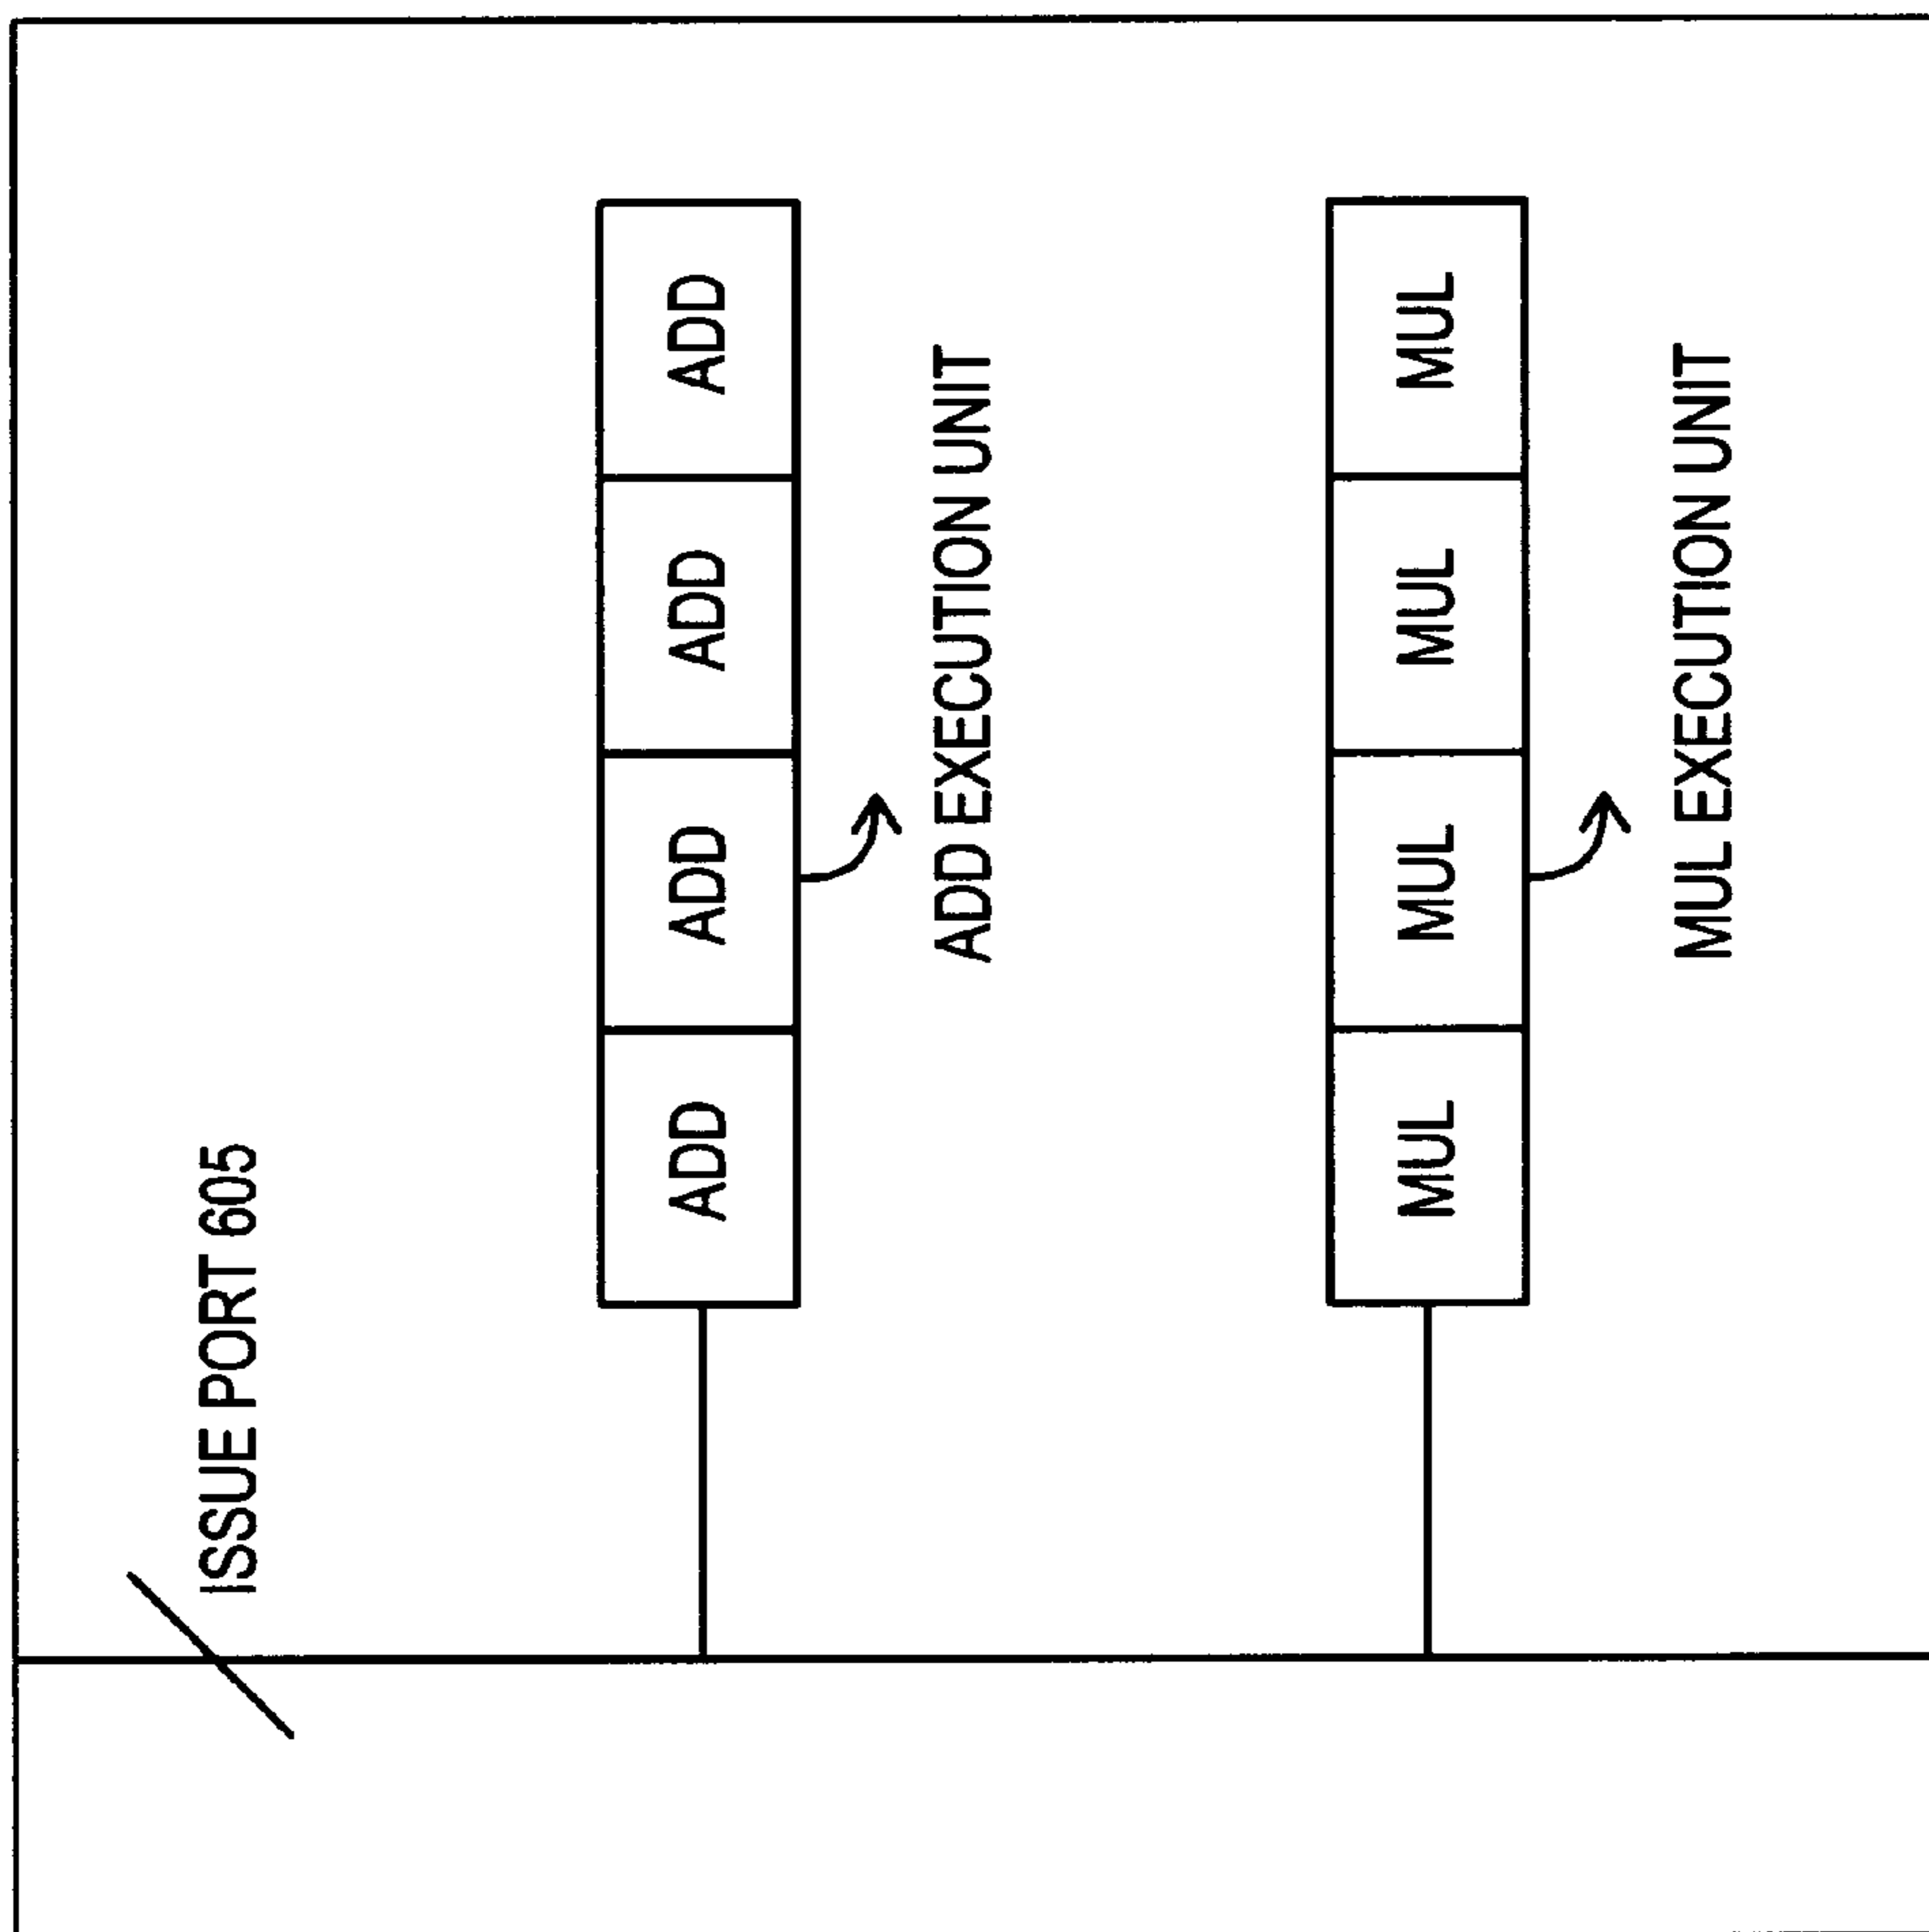 ISSUE PORT 605
ADD
ADD
ADD
ADD
ADD EXECUTION UNIT
MUL
MUL
MUL
MUL
MUL EXECUTION UNIT